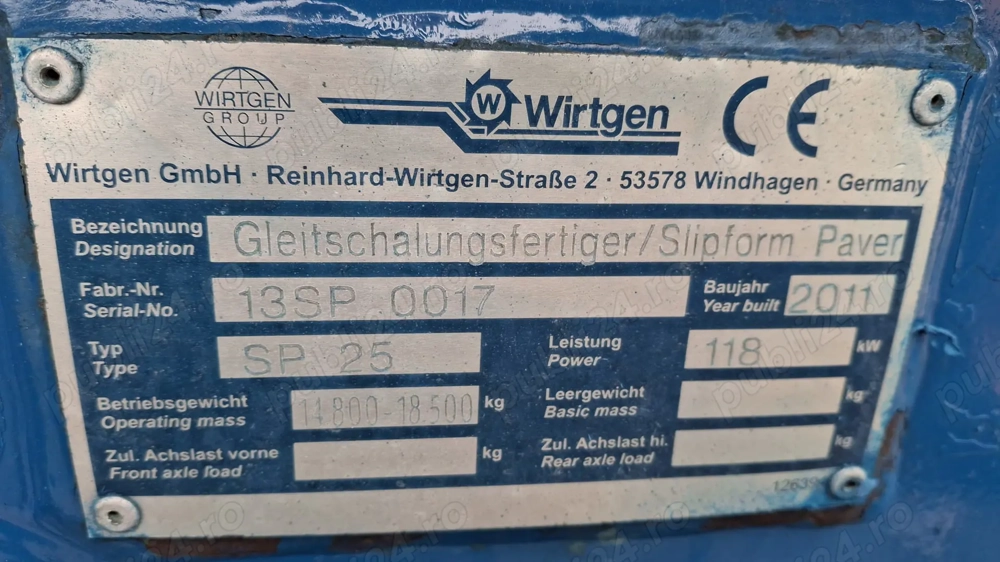 WIRTGEN
GROUP
W Wirtgen
CE
Wirtgen GmbH · Reinhard-Wirtgen-Straße 2 · 53578 Windhagen · Germany
Bezeichnung
Designation
Gleitschalungsfertiger/Slipform Paver
Fabr.-Nr.
Serial-No.
13SP 0017
Baujahr
Year built
2011
Typ
Type
SP 25
Leistung
Power
118 kW
Betriebsgewicht
Operating mass
14800-18500 kg
Leergewicht
Basic mass
kg
Zul. Achslast vorne
Front axle load
kg
Zul. Achslast hi.
Rear axle load
kg
publi24.ro